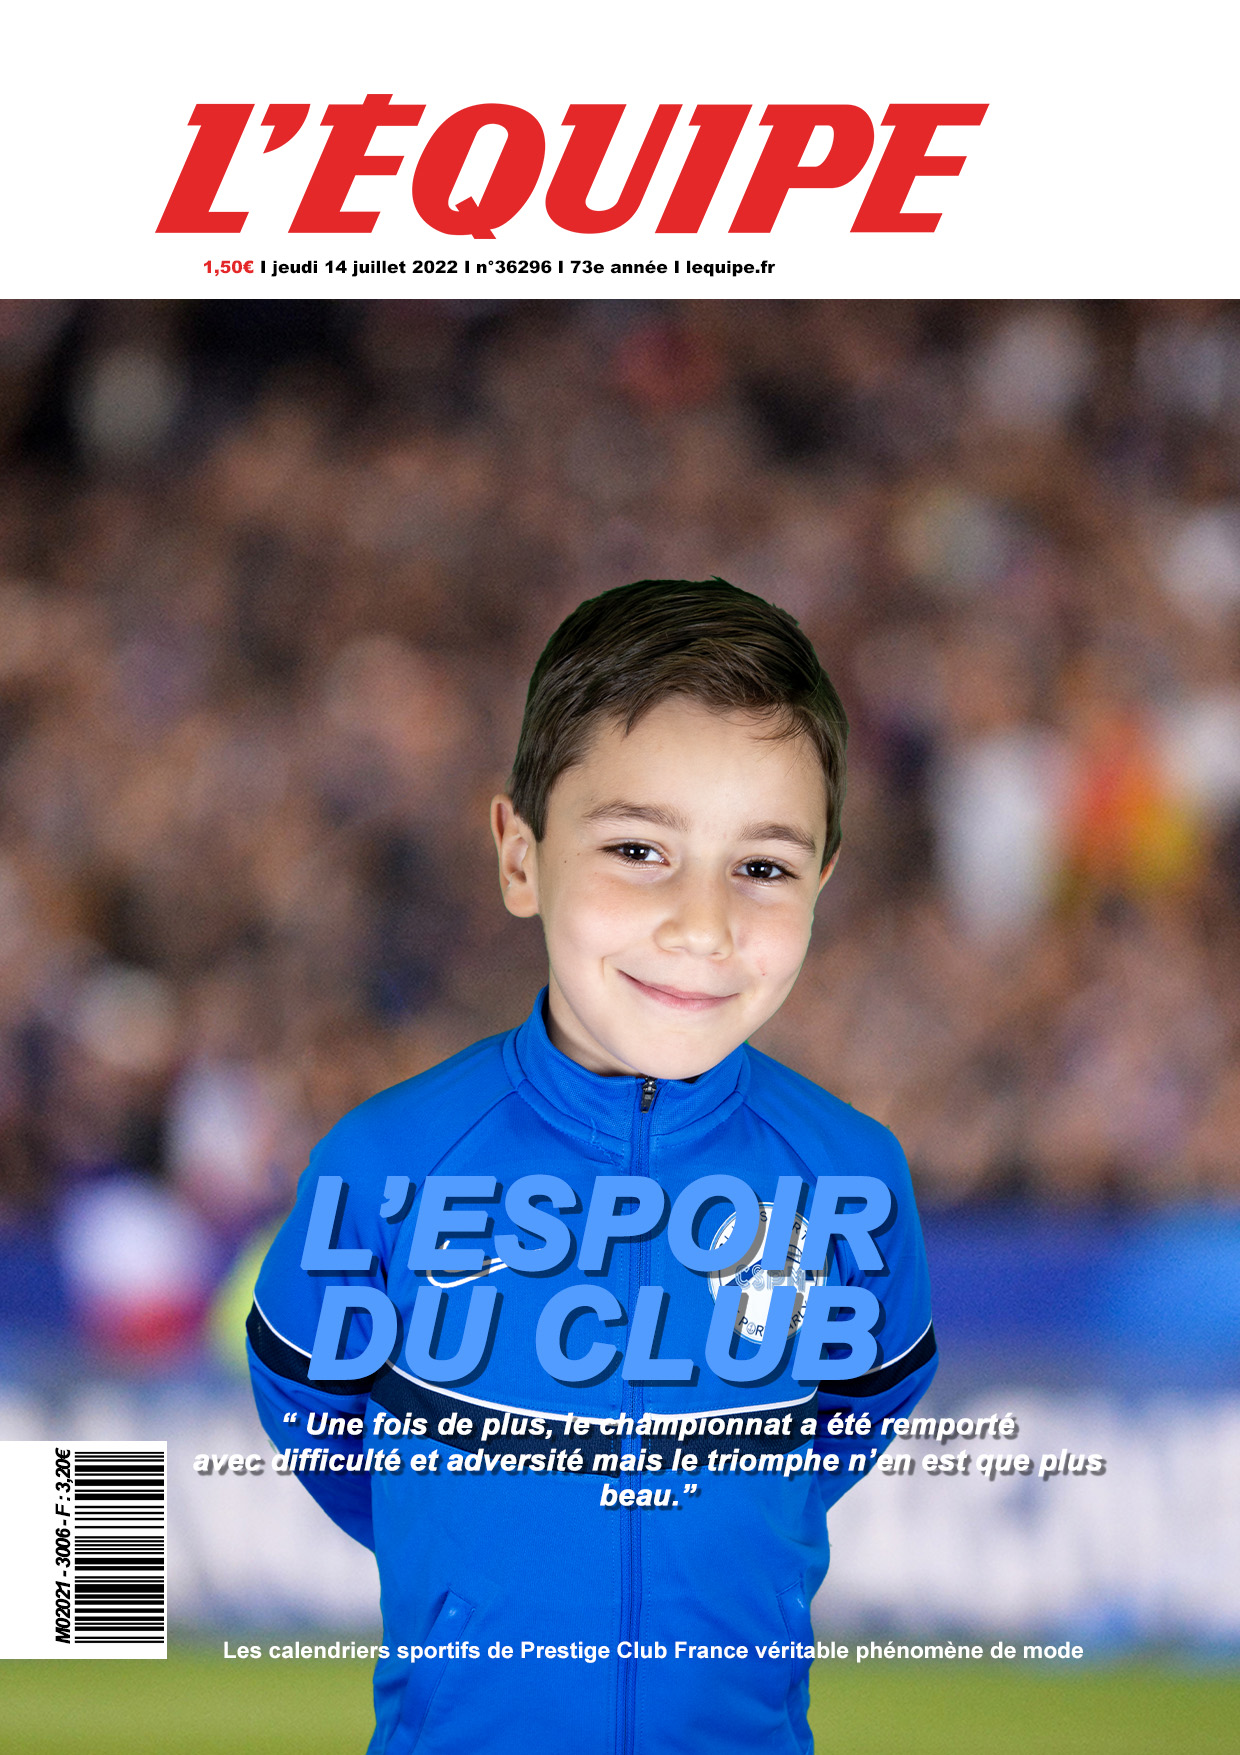 L'ÉQUIPE
1,50€ I jeudi 14 juillet 2022 I n°36296 I 73e année I lequipe.fr
L’ESPOIR
DU CLUB
“ Une fois de plus, le championnat a été remporté
avec difficulté et adversité mais le triomphe n’en est que plus
beau.”
M02021 - 3006 - F : 3,20€
Les calendriers sportifs de Prestige Club France véritable phénomène de mode